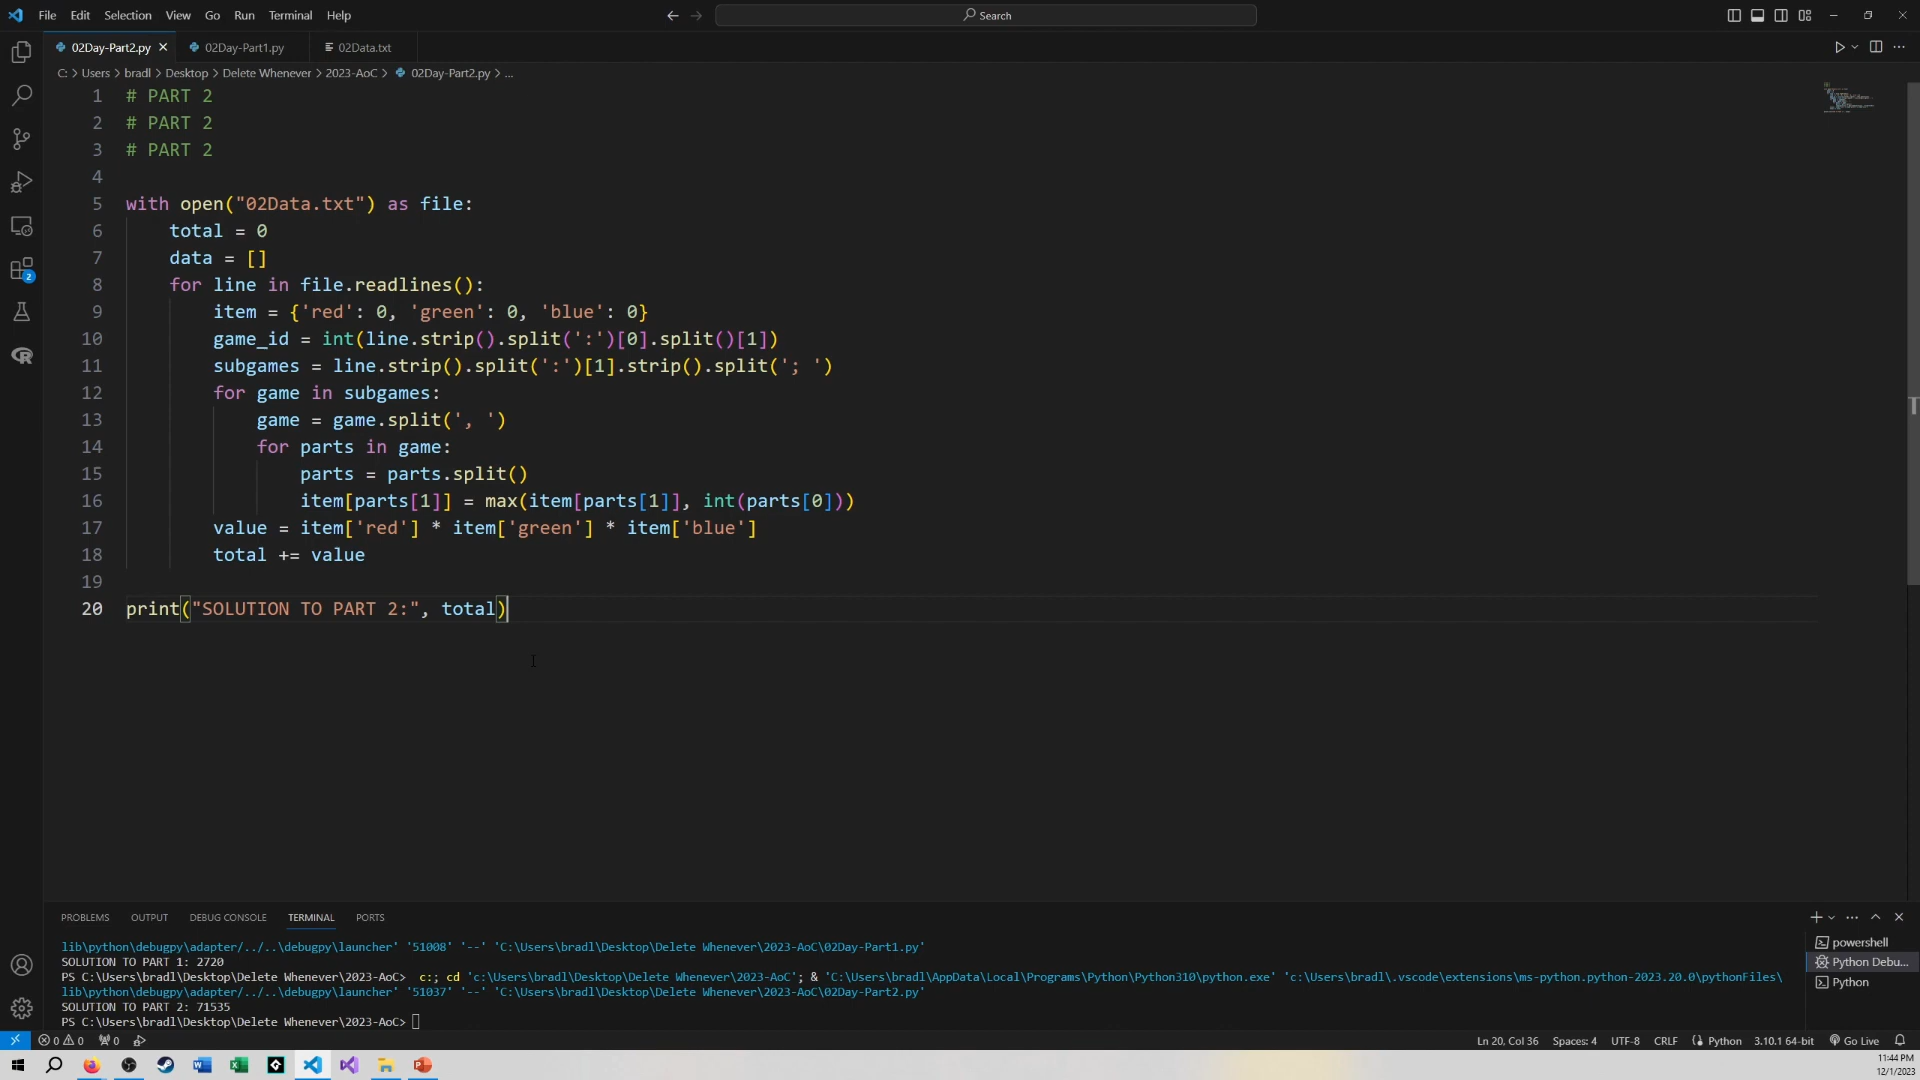 File Edit Selection View Go Run Terminal Help
Search
02Day-Part2.py 02Day-Part1.py 02Data.txt
C: > Users > bradl > Desktop > Delete Whenever > 2023-AoC > 02Day-Part2.py > ...
1 # PART 2
2 # PART 2
3 # PART 2
4
5 with open("02Data.txt") as file:
6 total = 0
7 data = []
8 for line in file.readlines():
9 item = {'red': 0, 'green': 0, 'blue': 0}
10 game_id = int(line.strip().split(':')[0].split()[1])
11 subgames = line.strip().split(':')[1].strip().split('; ')
12 for game in subgames:
13 game = game.split(', ')
14 for parts in game:
15 parts = parts.split()
16 item[parts[1]] = max(item[parts[1]], int(parts[0]))
17 value = item['red'] * item['green'] * item['blue']
18 total += value
19
20 print("SOLUTION TO PART 2:", total)
2
PROBLEMS OUTPUT DEBUG CONSOLE TERMINAL PORTS
lib\python\debugpy\adapter/../..\debugpy\launcher' '51008' '--' 'C:\Users\bradl\Desktop\Delete Whenever\2023-AoC\02Day-Part1.py'
SOLUTION TO PART 1: 2720
PS C:\Users\bradl\Desktop\Delete Whenever\2023-AoC> c:; cd 'c:\Users\bradl\Desktop\Delete Whenever\2023-AoC'; & 'C:\Users\bradl\AppData\Local\Programs\Python\Python310\python.exe' 'c:\Users\bradl\.vscode\extensions\ms-python.python-2023.20.0\pythonFiles\
lib\python\debugpy\adapter/../..\debugpy\launcher' '51037' '--' 'C:\Users\bradl\Desktop\Delete Whenever\2023-AoC\02Day-Part2.py'
SOLUTION TO PART 2: 71535
PS C:\Users\bradl\Desktop\Delete Whenever\2023-AoC>
powershell
Python Debu...
Python
0 0 0 Ln 20, Col 36 Spaces: 4 UTF-8 CRLF Python 3.10.1 64-bit Go Live
11:44 PM
12/1/2023